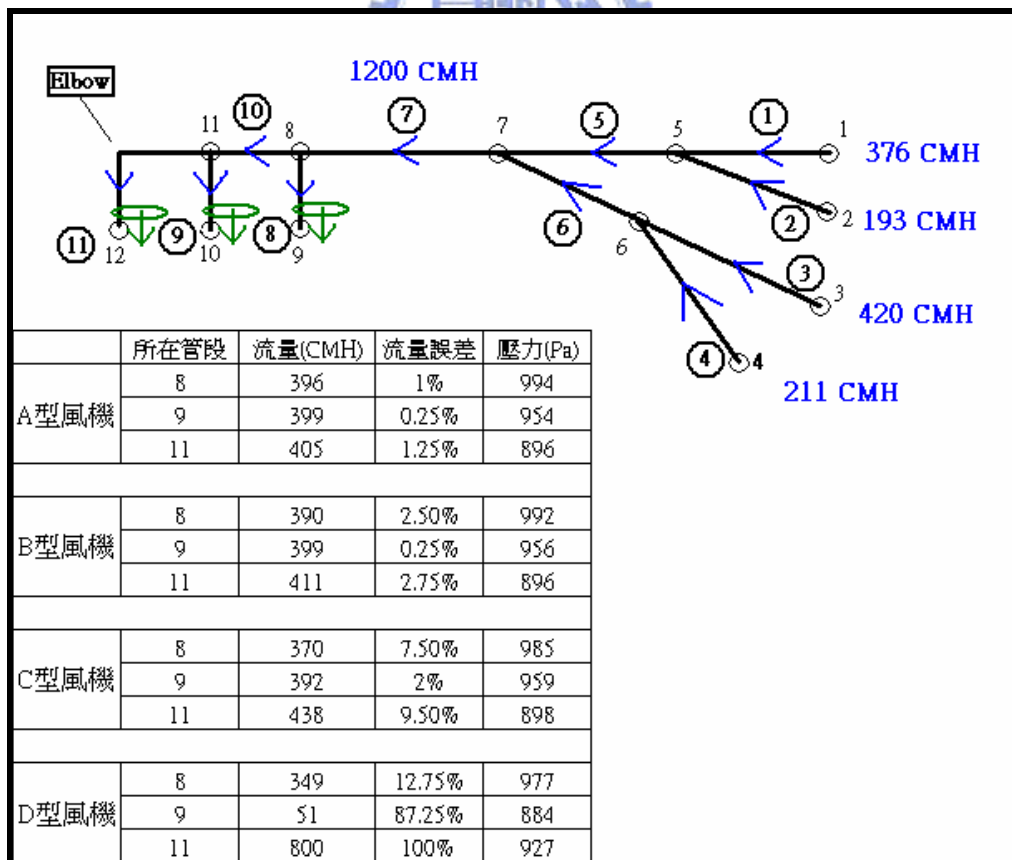 1200 CMH
Elbow
11 10 8 7 7 5 5 1 1
376 CMH
2 2 193 CMH
6 6
11 12 9 10 8 9
3 3
420 CMH
4 4
211 CMH
所在管段 流量(CMH) 流量誤差 壓力(Pa)
A型風機
8 396 1% 994
9 399 0.25% 954
11 405 1.25% 896
B型風機
8 390 2.50% 992
9 399 0.25% 956
11 411 2.75% 896
C型風機
8 370 7.50% 985
9 392 2% 959
11 438 9.50% 898
D型風機
8 349 12.75% 977
9 51 87.25% 884
11 800 100% 927